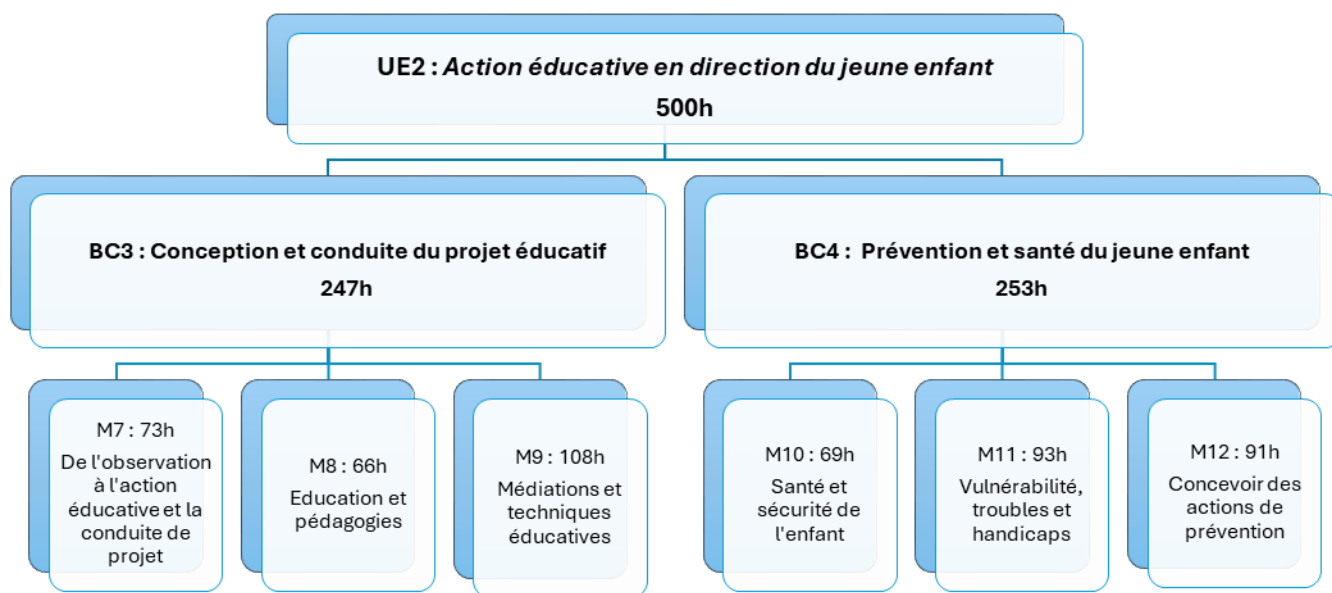 UE2 : Action éducative en direction du jeune enfant
500h
BC3 : Conception et conduite du projet éducatif
247h
BC4 :  Prévention et santé du jeune enfant
253h
M7 : 73h
De l'observation
à l'action
éducative et la
conduite de
projet
M8 : 66h
Education et
pédagogies
M9 : 108h
Médiations et
techniques
éducatives
M10 : 69h
Santé et
sécurité de
l'enfant
M11 : 93h
Vulnérabilité,
troubles et
handicaps
M12 : 91h
Concevoir des
actions de
prévention